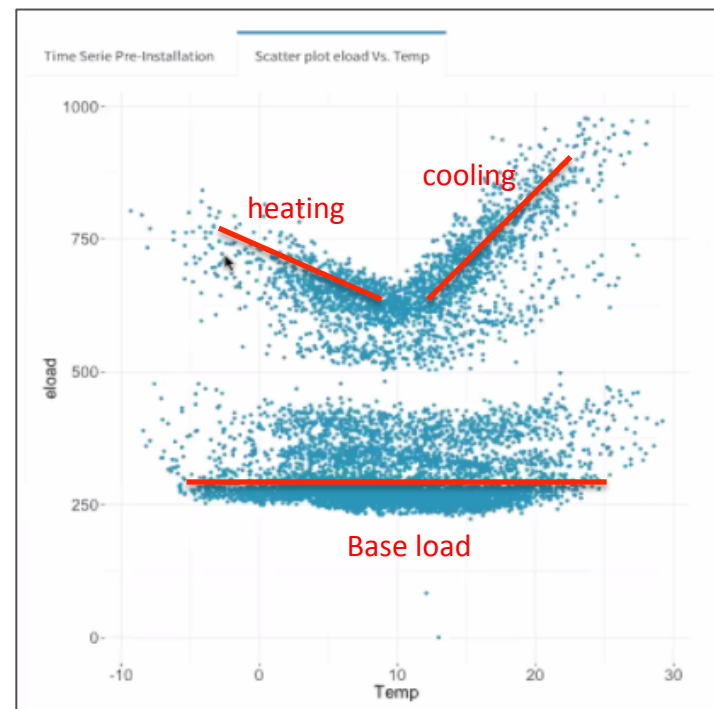 Time Serie Pre-Installation
Scatter plot eload Vs. Temp
1000
cooling
heating
750
500
eload
250
Base load
0
-10
0
10
20
30
Temp